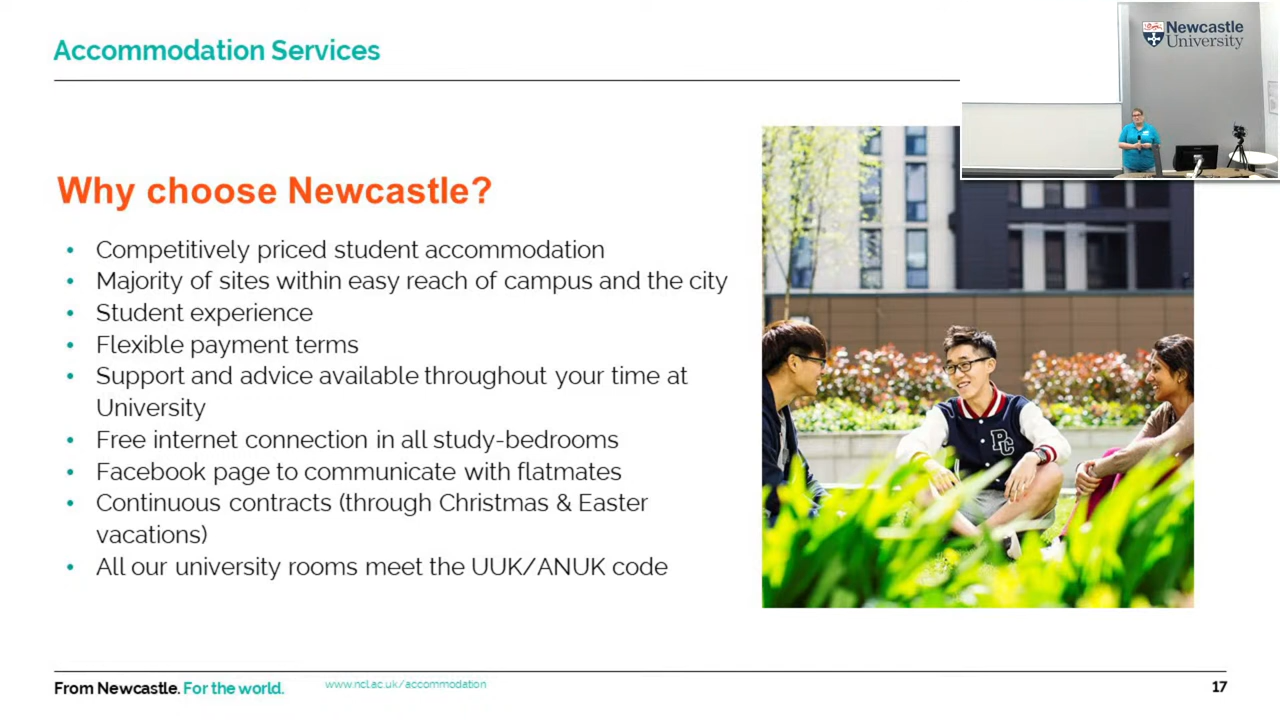 Accommodation Services
Newcastle
University
Why choose Newcastle?
• Competitively priced student accommodation
• Majority of sites within easy reach of campus and the city
• Student experience
• Flexible payment terms
• Support and advice available throughout your time at
University
• Free internet connection in all study-bedrooms
• Facebook page to communicate with flatmates
• Continuous contracts (through Christmas & Easter
vacations)
• All our university rooms meet the UUK/ANUK code
PC
From Newcastle. For the world.
www.ncl.ac.uk/accommodation
17